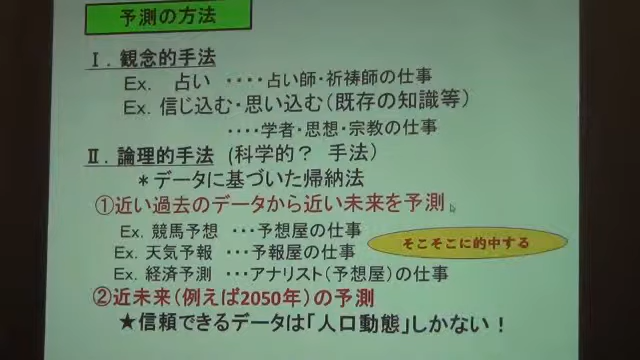 予測の方法
Ⅰ．観念的手法
Ex. 占い ････占い師･祈祷師の仕事
Ex. 信じ込む･思い込む(既存の知識等)
････学者･思想･宗教の仕事
Ⅱ．論理的手法 (科学的？ 手法)
＊データに基づいた帰納法
①近い過去のデータから近い未来を予測
Ex. 競馬予想 ･･･予想屋の仕事
そこそこに的中する
Ex. 天気予報 ･･･予報屋の仕事
Ex. 経済予測 ･･･アナリスト(予想屋)の仕事
②近未来(例えば2050年)の予測
★信頼できるデータは｢人口動態｣しかない！